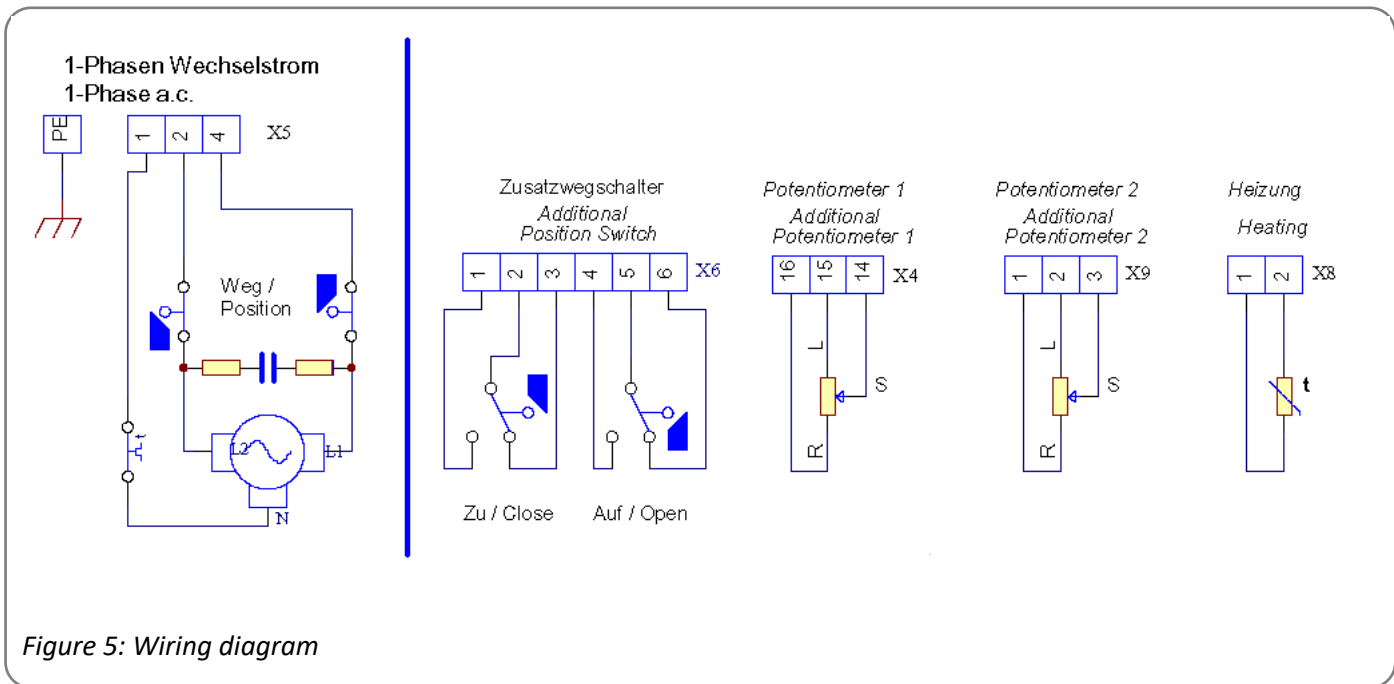 1-Phasen Wechselstrom
1-Phase a.c.
PE
1 2 4 X5
Weg /
Position
t
L2 L1
N
Zusatzwegschalter
Additional
Position Switch
1 2 3 4 5 6 X6
Zu / Close Auf / Open
Potentiometer 1
Additional
Potentiometer 1
16 15 14 X4
L
S
R
Potentiometer 2
Additional
Potentiometer 2
1 2 3 X9
L
S
R
Heizung
Heating
1 2 X8
t
Figure 5: Wiring diagram